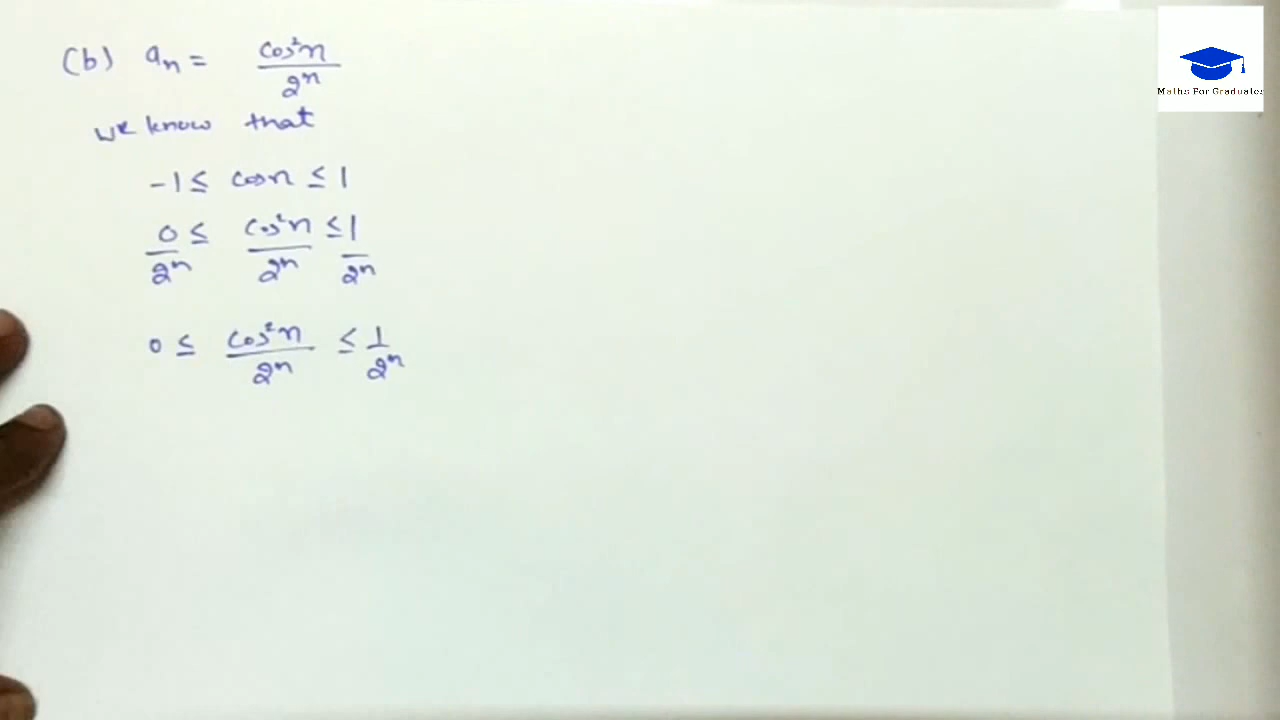 (b) aₙ = cos²n / 2ⁿ
we know that
-1 ≤ cosn ≤ 1
0/2ⁿ ≤ cos²n/2ⁿ ≤ 1/2ⁿ
0 ≤ cos²n/2ⁿ ≤ 1/2ⁿ
Maths For Graduates